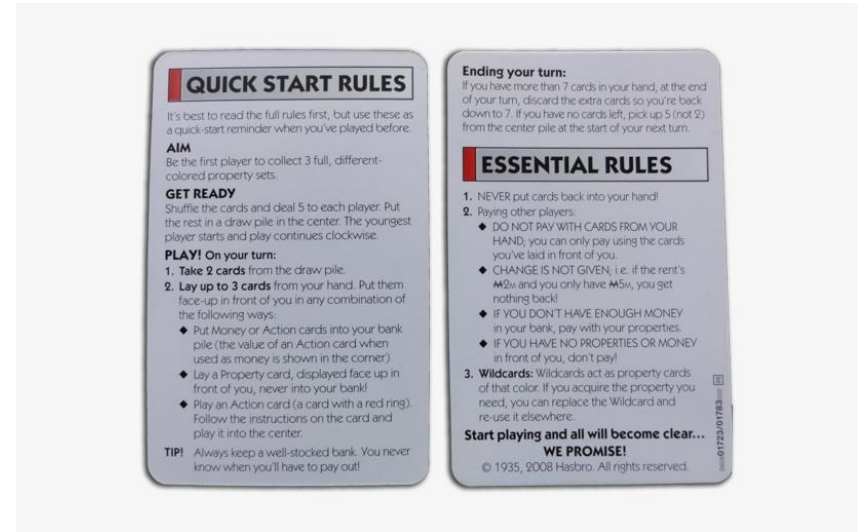 QUICK START RULES
It's best to read the full rules first, but use these as
a quick-start reminder when you've played before.
AIM
Be the first player to collect 3 full, different-
colored property sets.
GET READY
Shuffle the cards and deal 5 to each player. Put
the rest in a draw pile in the center. The youngest
player starts and play continues clockwise.
PLAY! On your turn:
1. Take 2 cards from the draw pile.
2. Lay up to 3 cards from your hand. Put them
face-up in front of you in any combination of
the following ways:
◆ Put Money or Action cards into your bank
pile (the value of an Action card when
used as money is shown in the corner)
◆ Lay a Property card, displayed face up in
front of you, never into your bank!
◆ Play an Action card (a card with a red ring).
Follow the instructions on the card and
play it into the center.
TIP! Always keep a well-stocked bank. You never
know when you'll have to pay out!
Ending your turn:
If you have more than 7 cards in your hand, at the end
of your turn, discard the extra cards so you're back
down to 7. If you have no cards left, pick up 5 (not 2)
from the center pile at the start of your next turn.
ESSENTIAL RULES
1. NEVER put cards back into your hand!
2. Paying other players:
◆ DO NOT PAY WITH CARDS FROM YOUR
HAND; you can only pay using the cards
you've laid in front of you.
◆ CHANGE IS NOT GIVEN; i.e. if the rent's
M2M and you only have M5M, you get
nothing back!
◆ IF YOU DON'T HAVE ENOUGH MONEY
in your bank, pay with your properties.
◆ IF YOU HAVE NO PROPERTIES OR MONEY
in front of you, don't pay!
3. Wildcards: Wildcards act as property cards
of that color. If you acquire the property you
need, you can replace the Wildcard and
re-use it elsewhere.
Start playing and all will become clear...
WE PROMISE!
© 1935, 2008 Hasbro. All rights reserved.
01723/01783